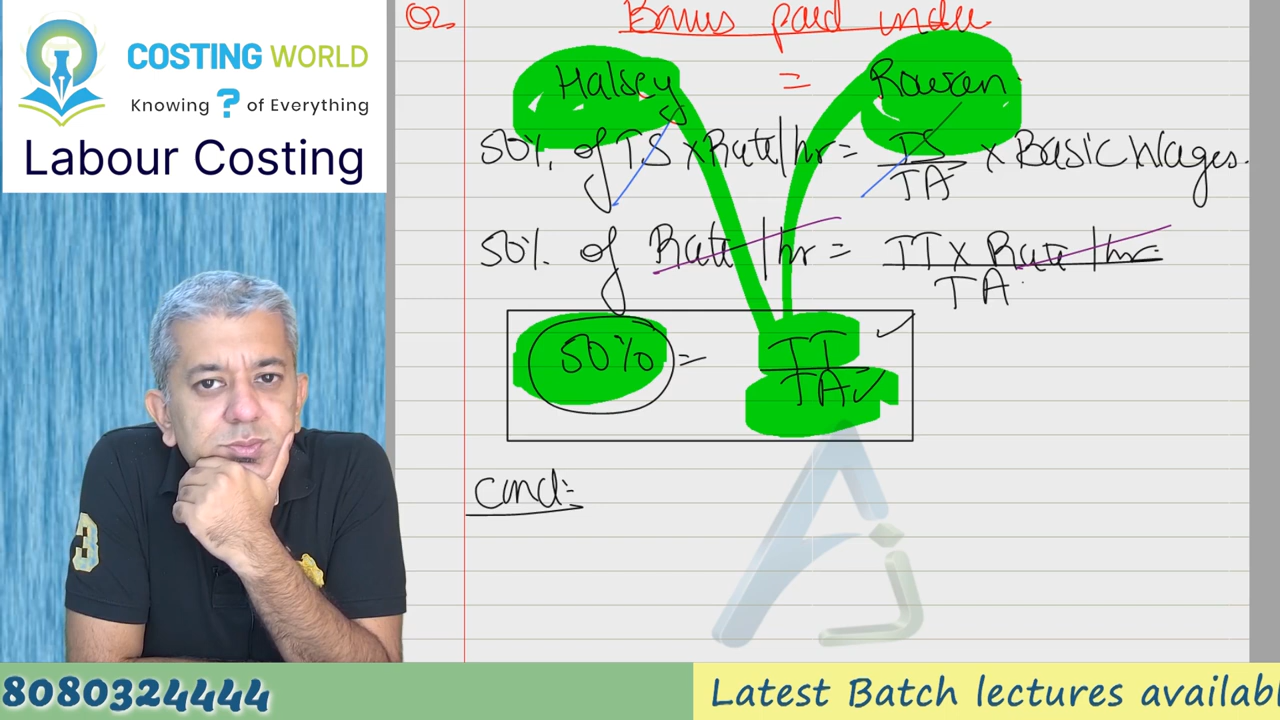 COSTING WORLD
Knowing ? of Everything
Labour Costing
3
Q2. Bonus paid under
Halsey = Rowan
50% of TS x Rate/hr = TS/TA x Basic Wages.
50% of Rate/hr = TT x Rate/hr
TA
50% = TT/TA
Cond:
8080324444
Latest Batch lectures availabl